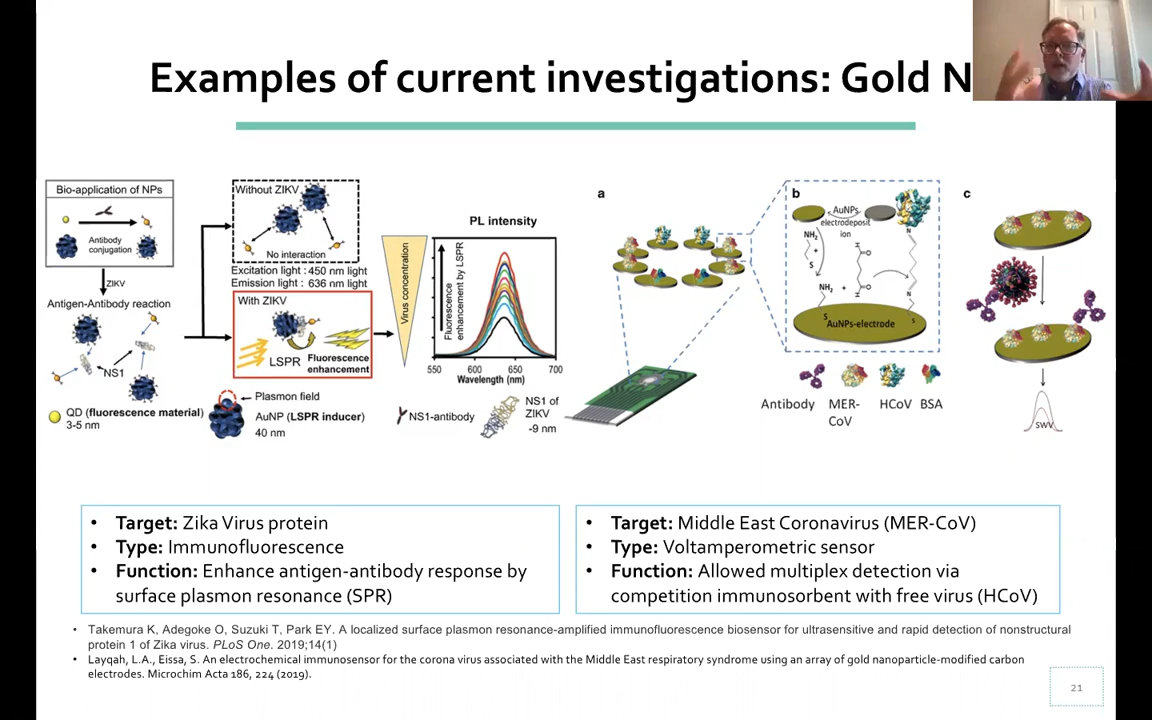 Examples of current investigations: Gold N
Bio-application of NPs
Antibody
conjugation
ZIKV
Antigen-Antibody reaction
NS1
QD (fluorescence material)
3-5 nm
Without ZIKV
No interaction
Excitation light : 450 nm light
Emission light : 636 nm light
With ZIKV
LSPR
Fluorescence
enhancement
Plasmon field
AuNP (LSPR inducer)
40 nm
Virus concentration
PL intensity
Fluorescence
enhancement by LSPR
550 600 650 700
Wavelength (nm)
NS1-antibody
NS1 of
ZIKV
-9 nm
a
b
AuNPs
electrodeposit
ion
NH2
+
S
O
O
N
N
NH2 +
S
S
AuNPs-electrode
Antibody MER-
CoV
HCoV BSA
c
SWV
• Target: Zika Virus protein
• Type: Immunofluorescence
• Function: Enhance antigen-antibody response by
surface plasmon resonance (SPR)
• Target: Middle East Coronavirus (MER-CoV)
• Type: Voltamperometric sensor
• Function: Allowed multiplex detection via
competition immunosorbent with free virus (HCoV)
• Takemura K, Adegoke O, Suzuki T, Park EY. A localized surface plasmon resonance-amplified immunofluorescence biosensor for ultrasensitive and rapid detection of nonstructural
protein 1 of Zika virus. PLoS One. 2019;14(1)
• Layqah, L.A., Eissa, S. An electrochemical immunosensor for the corona virus associated with the Middle East respiratory syndrome using an array of gold nanoparticle-modified carbon
electrodes. Microchim Acta 186, 224 (2019).
21